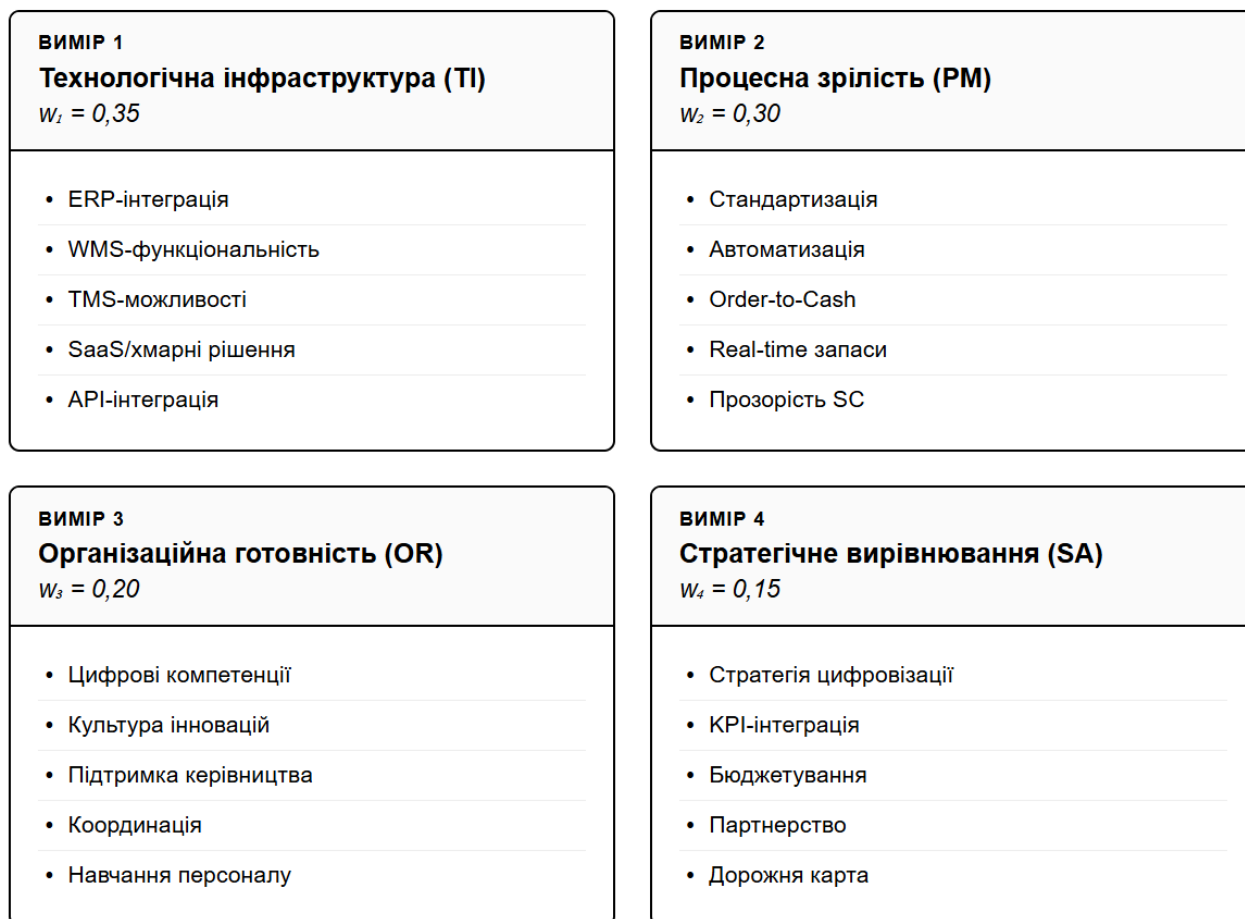 ВИМІР 1
Технологічна інфраструктура (TI)
w₁ = 0,35
• ERP-інтеграція
• WMS-функціональність
• TMS-можливості
• SaaS/хмарні рішення
• API-інтеграція
ВИМІР 2
Процесна зрілість (PM)
w₂ = 0,30
• Стандартизація
• Автоматизація
• Order-to-Cash
• Real-time запаси
• Прозорість SC
ВИМІР 3
Організаційна готовність (OR)
w₃ = 0,20
• Цифрові компетенції
• Культура інновацій
• Підтримка керівництва
• Координація
• Навчання персоналу
ВИМІР 4
Стратегічне вирівнювання (SA)
w₄ = 0,15
• Стратегія цифровізації
• KPI-інтеграція
• Бюджетування
• Партнерство
• Дорожня карта